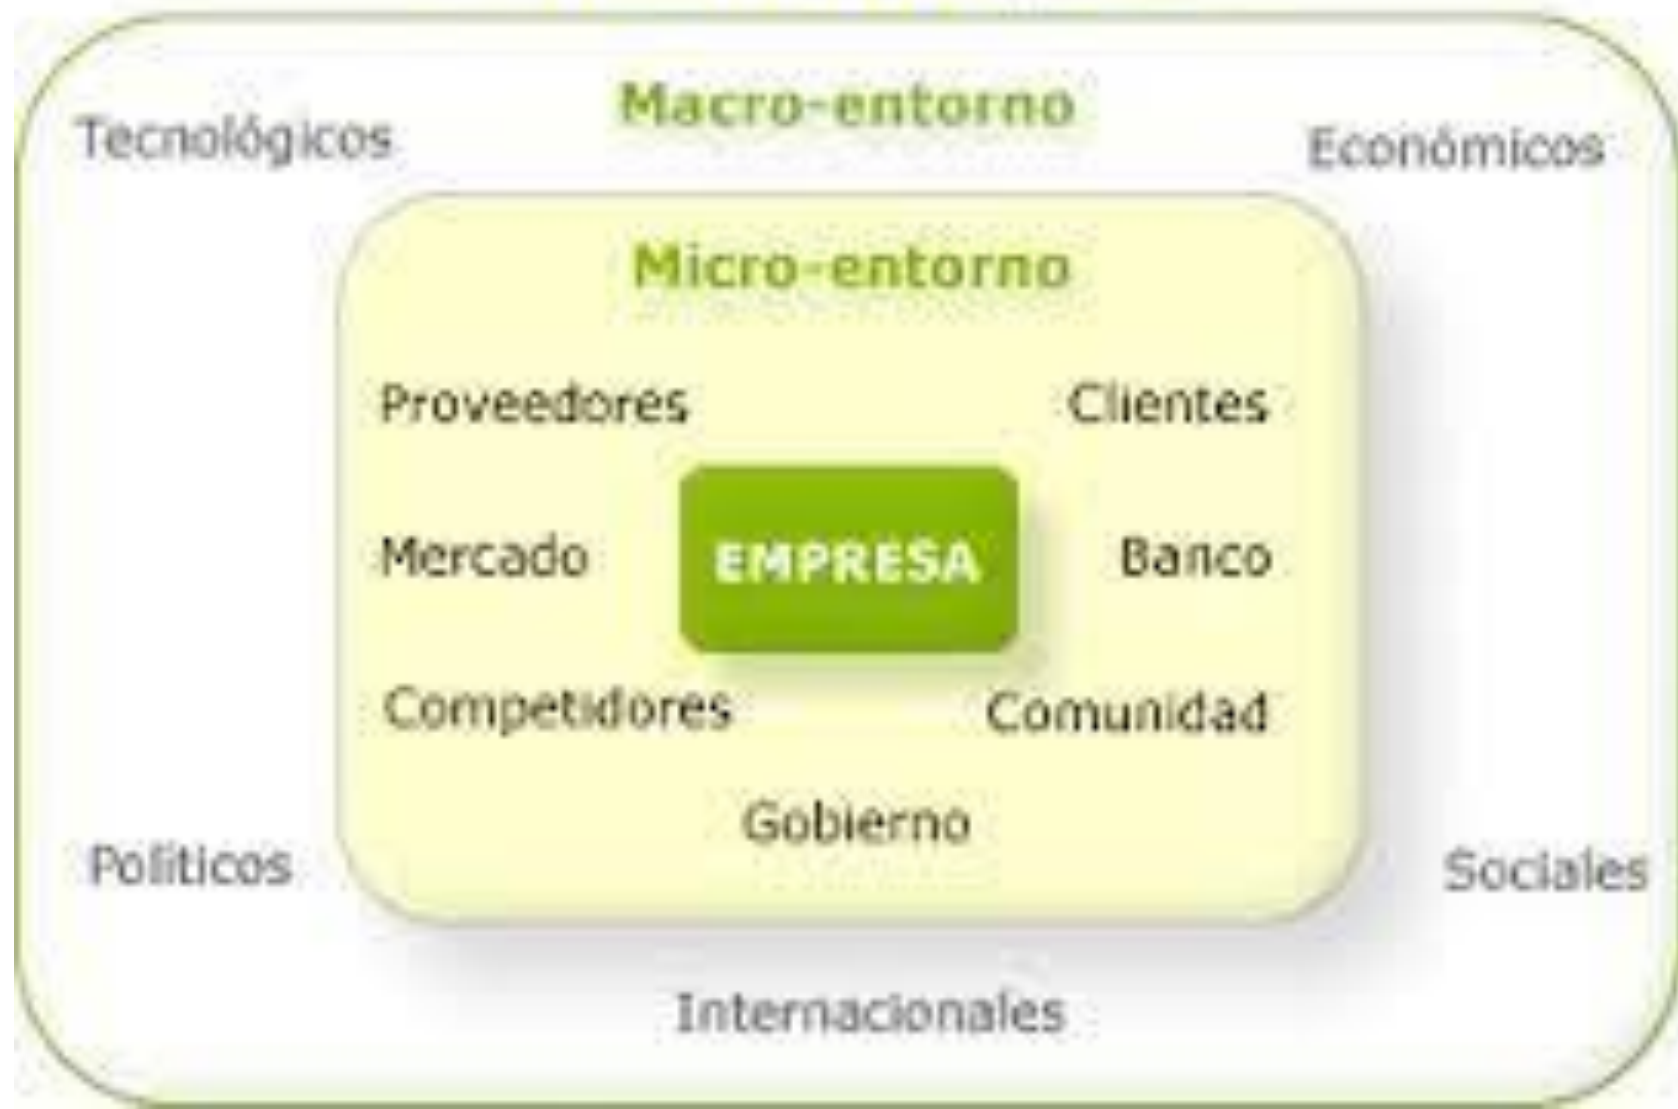 Macro-entorno
Tecnológicos
Económicos
Micro-entorno
Proveedores
Clientes
Mercado
EMPRESA
Banco
Competidores
Comunidad
Gobierno
Políticos
Sociales
Internacionales